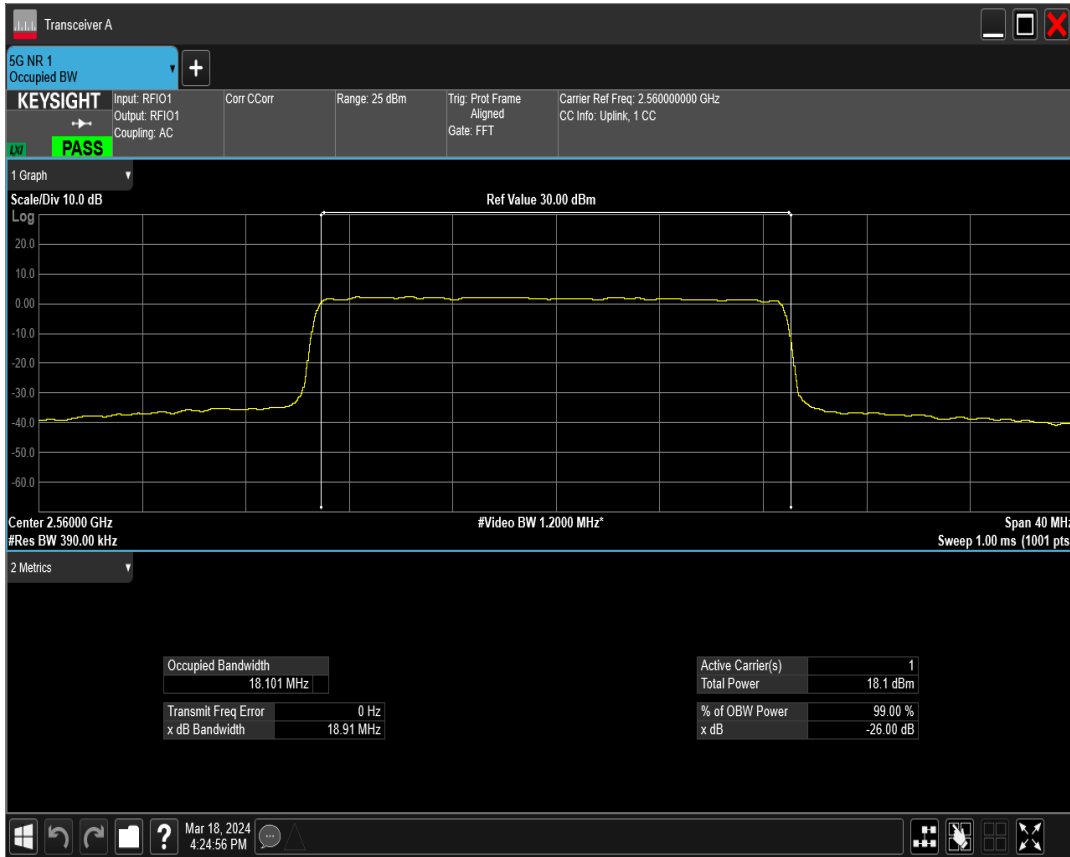 Transceiver A
5G NR 1
Occupied BW
KEYSIGHT
LXI
PASS
Input: RFIO1
Output: RFIO1
Coupling: AC
Corr CCorr
Range: 25 dBm
Trig: Prot Frame
Aligned
Gate: FFT
Carrier Ref Freq: 2.560000000 GHz
CC Info: Uplink, 1 CC
1 Graph
Scale/Div 10.0 dB
Ref Value 30.00 dBm
Log
20.0
10.0
0.00
-10.0
-20.0
-30.0
-40.0
-50.0
-60.0
Center 2.56000 GHz
#Video BW 1.2000 MHz*
Span 40 MHz
#Res BW 390.00 kHz
Sweep 1.00 ms (1001 pts
2 Metrics
Occupied Bandwidth
18.101 MHz
Transmit Freq Error 0 Hz
x dB Bandwidth 18.91 MHz
Active Carrier(s) 1
Total Power 18.1 dBm
% of OBW Power 99.00 %
x dB -26.00 dB
?
Mar 18, 2024
4:24:56 PM